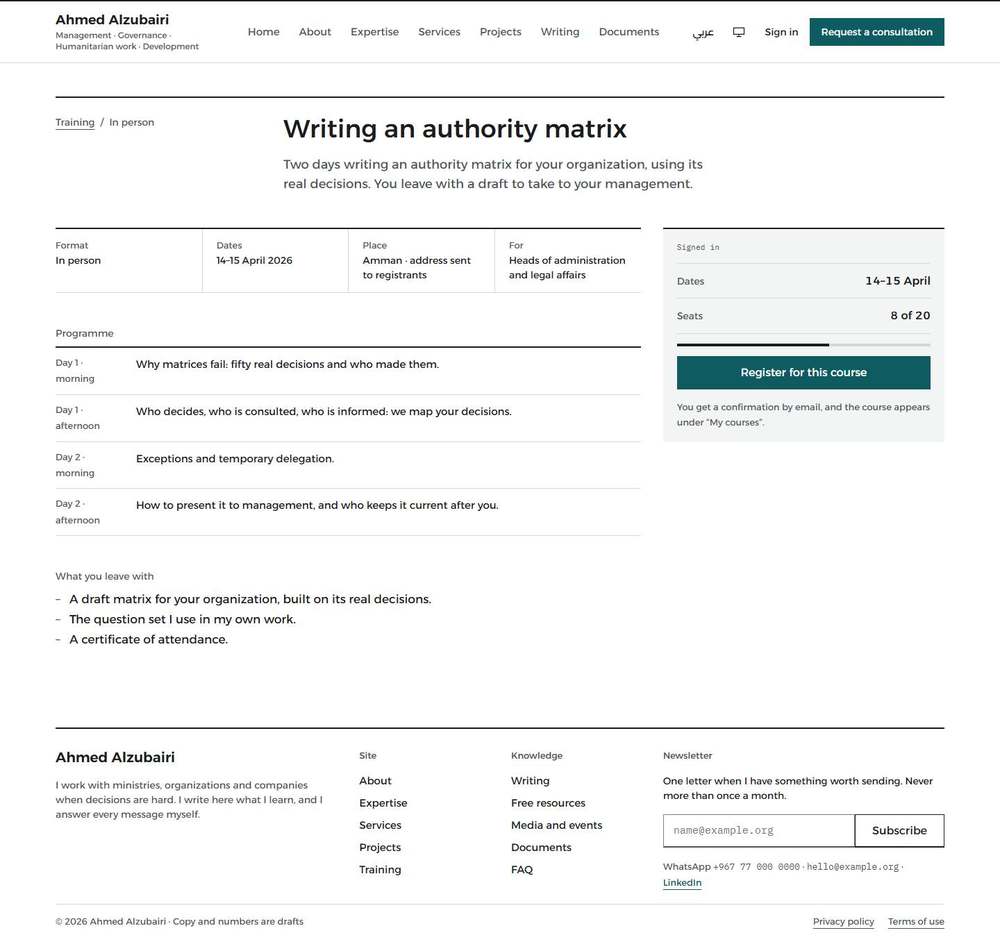 Ahmed Alzubairi
Management · Governance ·
Humanitarian work · Development
Home About Expertise Services Projects Writing Documents
عربي
Sign in
Request a consultation
Training / In person
Writing an authority matrix
Two days writing an authority matrix for your organization, using its
real decisions. You leave with a draft to take to your management.
Format
In person
Dates
14–15 April 2026
Place
Amman · address sent
to registrants
For
Heads of administration
and legal affairs
Signed in
Dates 14–15 April
Seats 8 of 20
Register for this course
You get a confirmation by email, and the course appears
under “My courses”.
Programme
Day 1 ·
morning
Why matrices fail: fifty real decisions and who made them.
Day 1 ·
afternoon
Who decides, who is consulted, who is informed: we map your decisions.
Day 2 ·
morning
Exceptions and temporary delegation.
Day 2 ·
afternoon
How to present it to management, and who keeps it current after you.
What you leave with
– A draft matrix for your organization, built on its real decisions.
– The question set I use in my own work.
– A certificate of attendance.
Ahmed Alzubairi
I work with ministries, organizations and companies
when decisions are hard. I write here what I learn, and I
answer every message myself.
Site
About
Expertise
Services
Projects
Training
Knowledge
Writing
Free resources
Media and events
Documents
FAQ
Newsletter
One letter when I have something worth sending. Never
more than once a month.
name@example.org
Subscribe
WhatsApp +967 77 000 0000 · hello@example.org ·
LinkedIn
© 2026 Ahmed Alzubairi · Copy and numbers are drafts
Privacy policy Terms of use